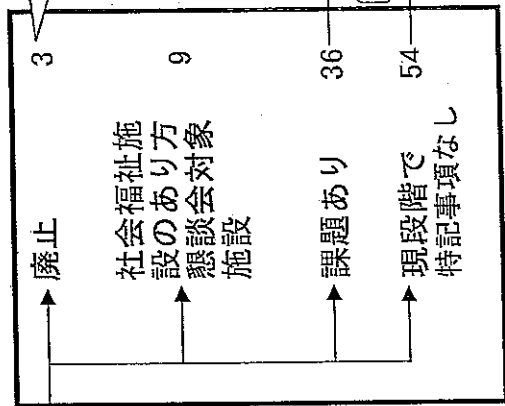 廃止 3
社会福祉施
設のあり方
懇談会対象
施設 9
課題あり 36
現段階で
特記事項なし 54